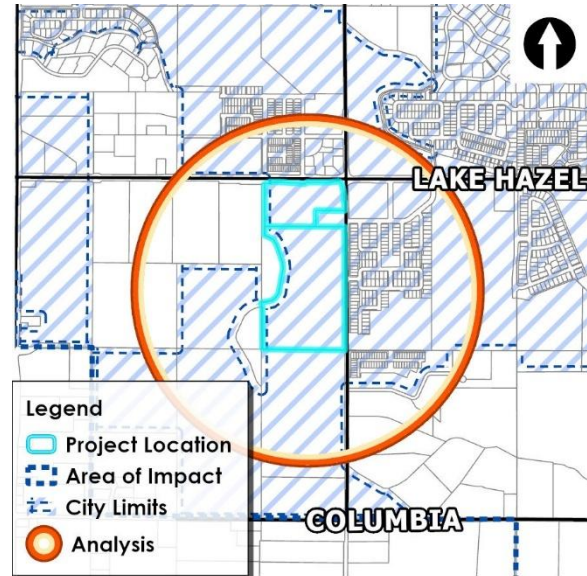 LAKE HAZEL
Legend
Project Location
Area of Impact
City Limits
Analysis
COLUMBIA